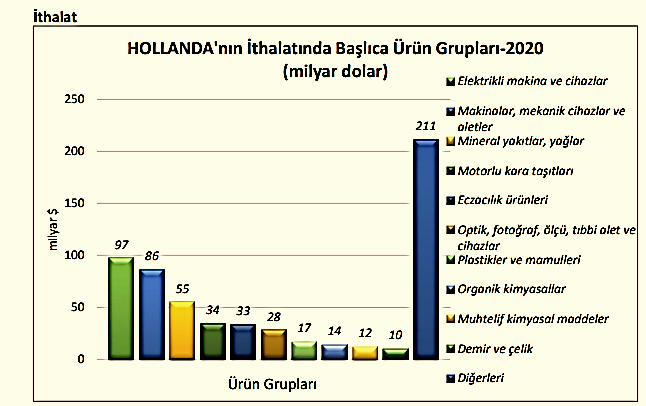 İthalat
HOLLANDA'nın İthalatında Başlıca Ürün Grupları-2020
(milyar dolar)
250
200
150
100
50
0
milyar $
97
86
55
34
33
28
17
14
12
10
211
Ürün Grupları
Elektrikli makina ve cihazlar
Makinalar, mekanik cihazlar ve
aletler
Mineral yakıtlar, yağlar
Motorlu kara taşıtları
Eczacılık ürünleri
Optik, fotoğraf, ölçü, tıbbi alet ve
cihazlar
Plastikler ve mamulleri
Organik kimyasallar
Muhtelif kimyasal maddeler
Demir ve çelik
Diğerleri